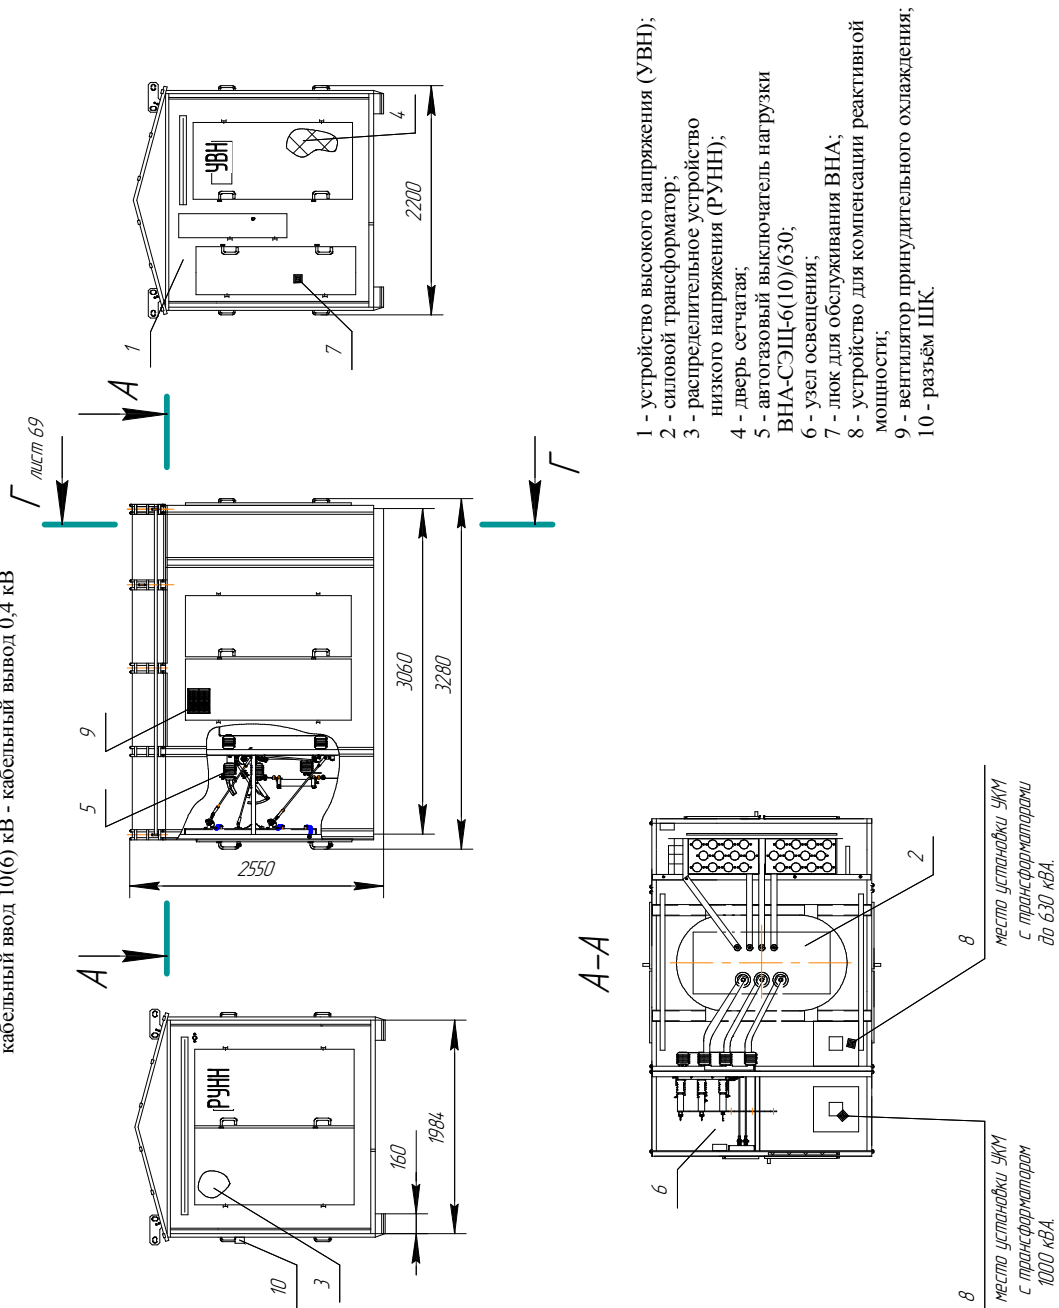 кабельный ввод 10(6) кВ - кабельный вывод 0,4 кВ
РУНН
10
3
160
1984
А
А
2550
5
9
3060
3280
Г
лист 69
Г
1
УВН
7
4
2200
А-А
6
2
8
место установки УКМ
с трансформатором
1000 кВА.
8
место установки УКМ
с трансформаторами
до 630 кВА.
1 - устройство высокого напряжения (УВН);
2 - силовой трансформатор;
3 - распределительное устройство
низкого напряжения (РУНН);
4 - дверь сетчатая;
5 - автогазовый выключатель нагрузки
ВНА-СЭЩ-6(10)/630;
6 - узел освещения;
7 - люк для обслуживания ВНА;
8 - устройство для компенсации реактивной
мощности;
9 - вентилятор принудительного охлаждения;
10 - разъём ШК.